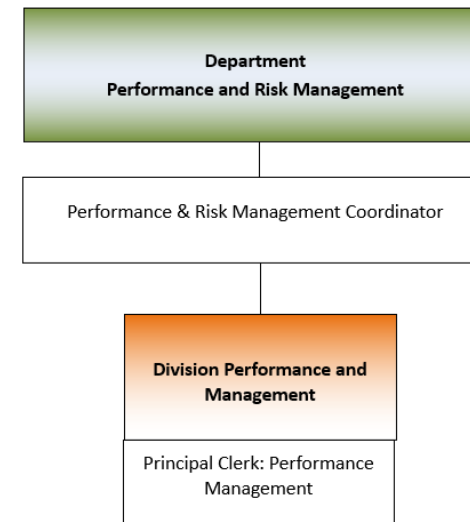 Department
Performance and Risk Management
Performance & Risk Management Coordinator
Division Performance and
Management
Principal Clerk: Performance
Management